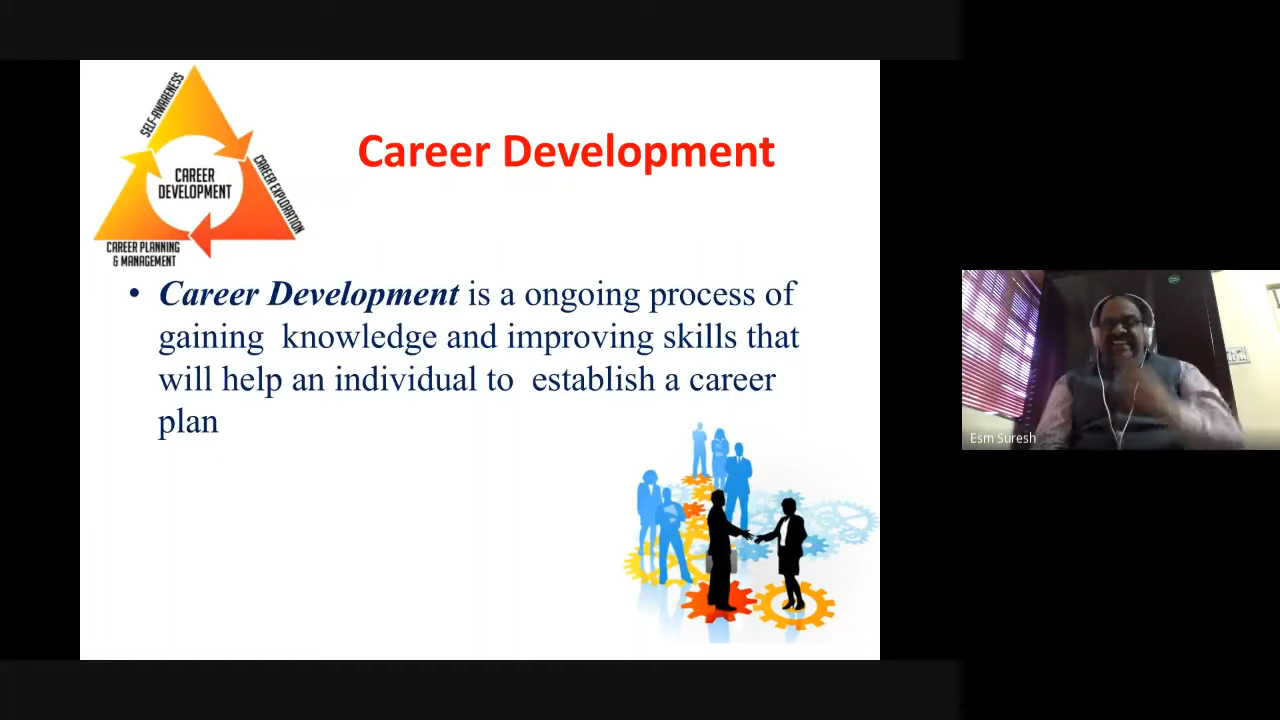 SELF-AWARENESS
CAREER
DEVELOPMENT
CAREER EXPLORATION
CAREER PLANNING
& MANAGEMENT
Career Development
• Career Development is a ongoing process of
gaining knowledge and improving skills that
will help an individual to establish a career
plan
Esm Suresh